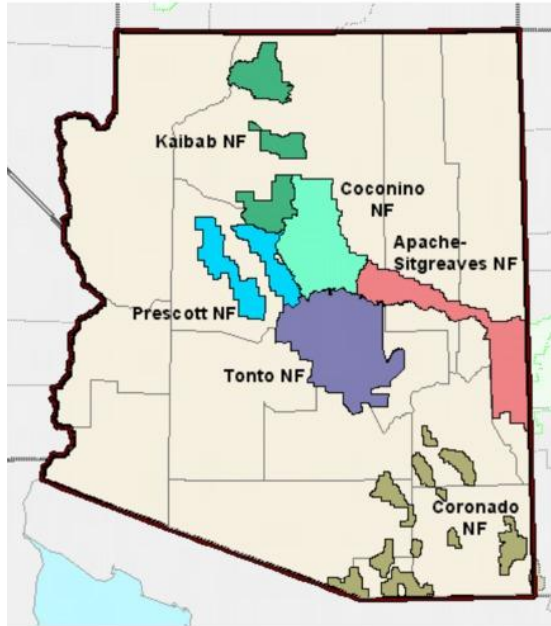 Kaibab NF
Coconino
NF
Apache-
Sitgreaves NF
Prescott NF
Tonto NF
Coronado
NF